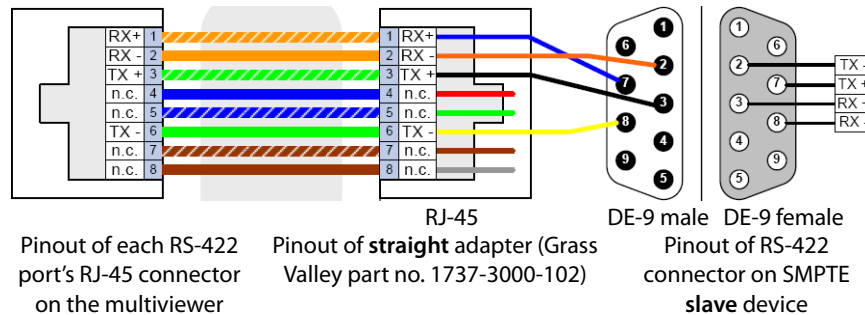 RX+ 1
RX - 2
TX + 3
n.c. 4
n.c. 5
TX - 6
n.c. 7
n.c. 8
1 RX+
2 RX -
3 TX +
4 n.c.
5 n.c.
6 TX -
7 n.c.
8 n.c.
1
6
2
7
3
8
4
9
5
1
6
2
7
3
8
4
9
5
TX
TX
RX
RX
RJ-45
DE-9 male
DE-9 female
Pinout of each RS-422
port's RJ-45 connector
on the multiviewer
Pinout of straight adapter (Grass
Valley part no. 1737-3000-102)
Pinout of RS-422
connector on SMPTE
slave device